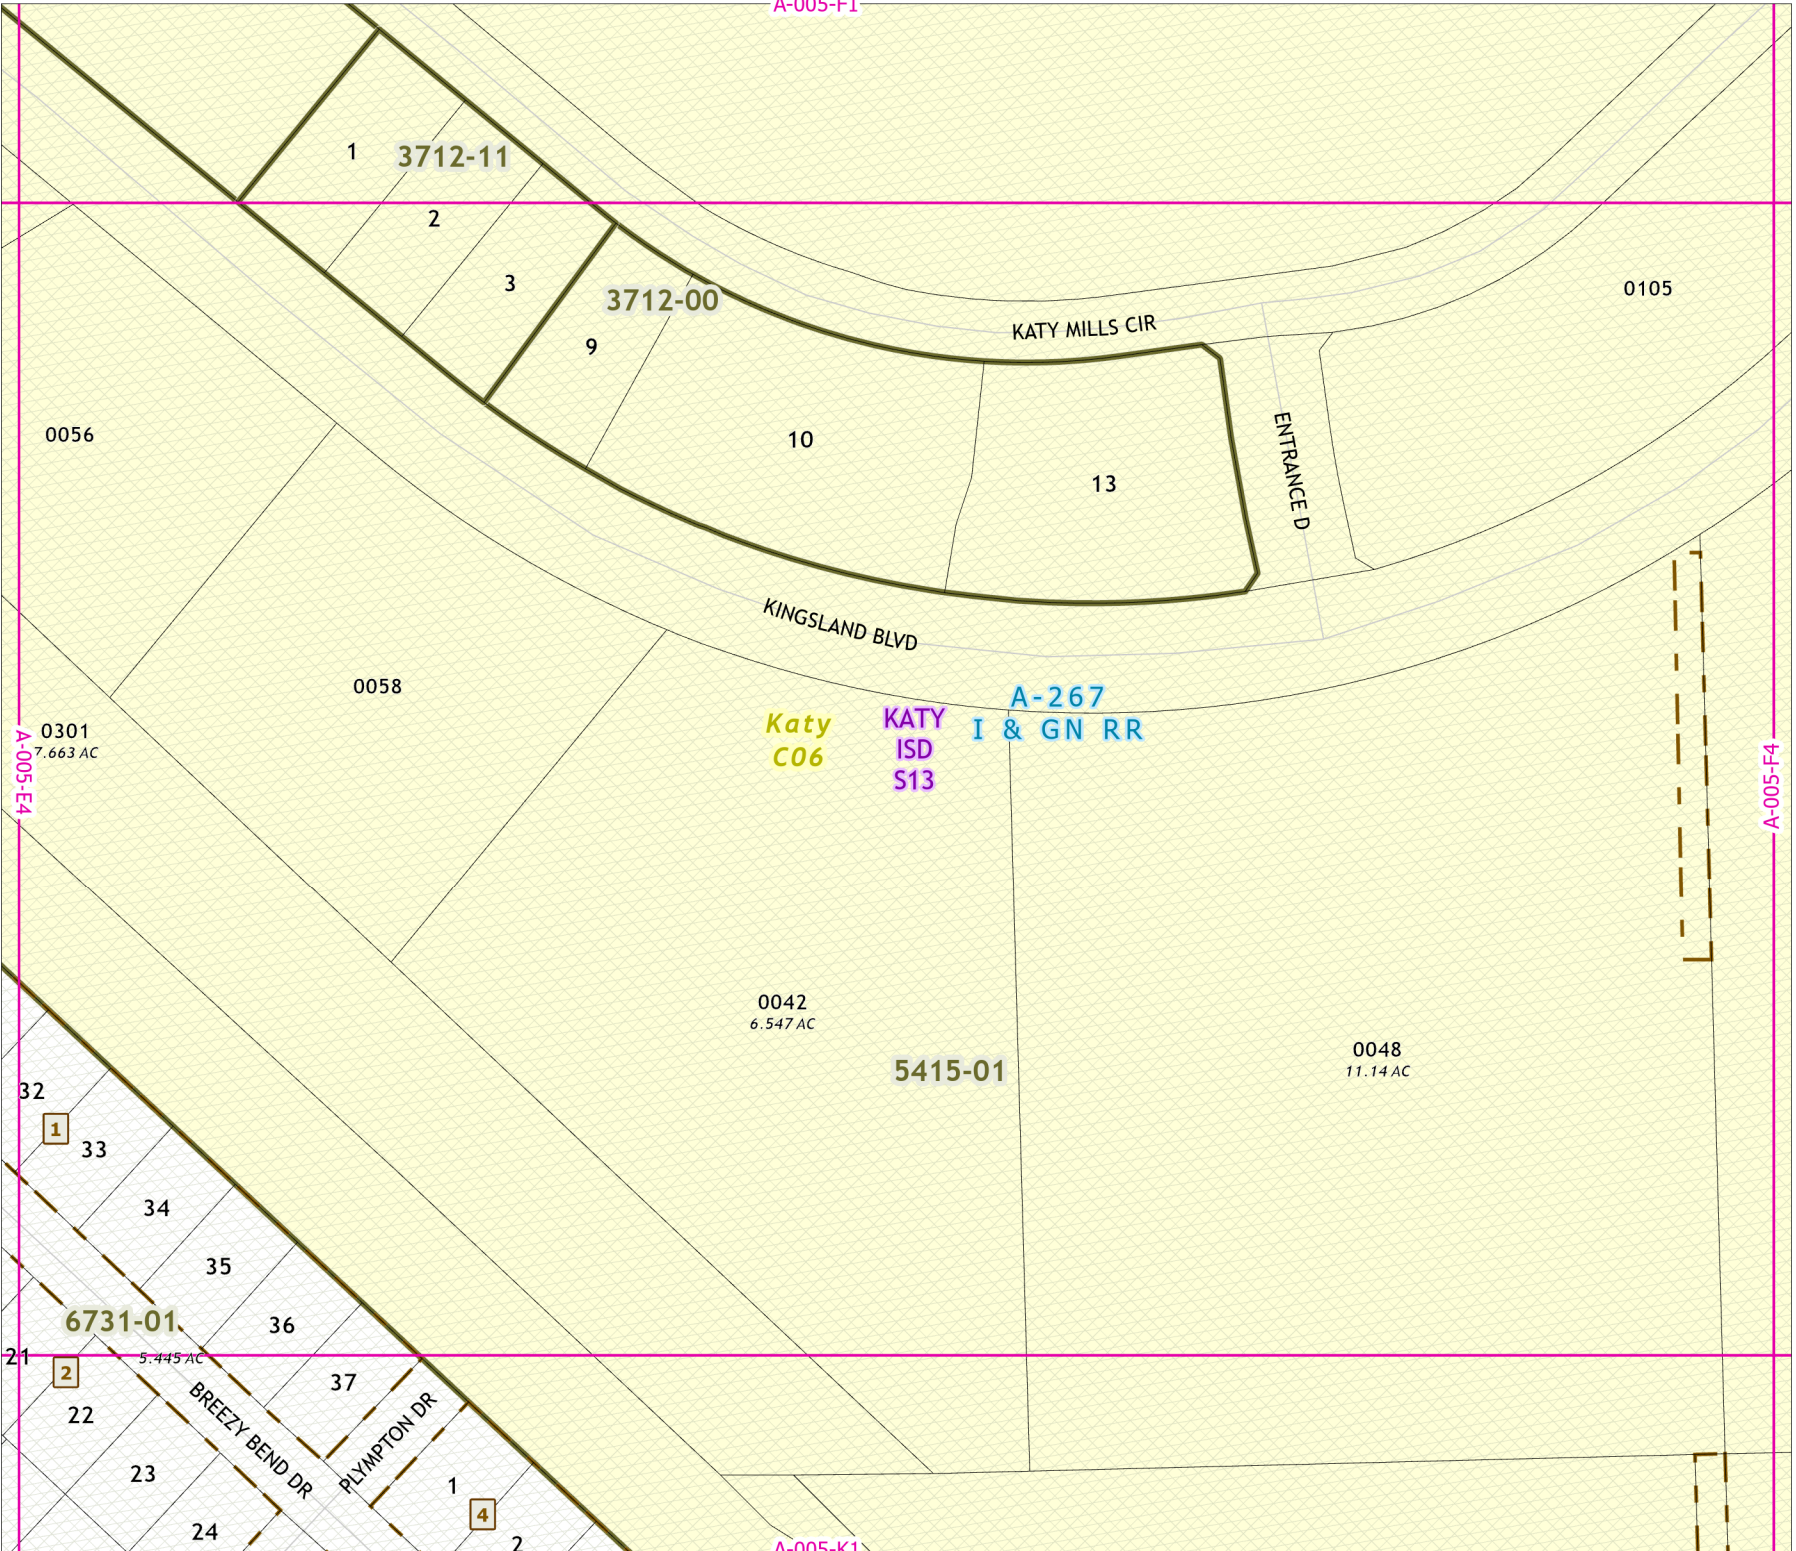 A-005-F1
1
3712-11
2
3
3712-00
9
0105
KATY MILLS CIR
10
13
ENTRANCE D
0056
KINGSLAND BLVD
0058
A-267
I & GN RR
Katy
C06
KATY
ISD
S13
0301
7.663 AC
A-005-E4
A-005-F4
0042
6.547 AC
5415-01
0048
11.14 AC
32
1
33
34
35
36
37
6731-01
5.445 AC
21
2
22
23
24
BREEZY BEND DR
PLYMPTON DR
1
4
2
A-005-K1